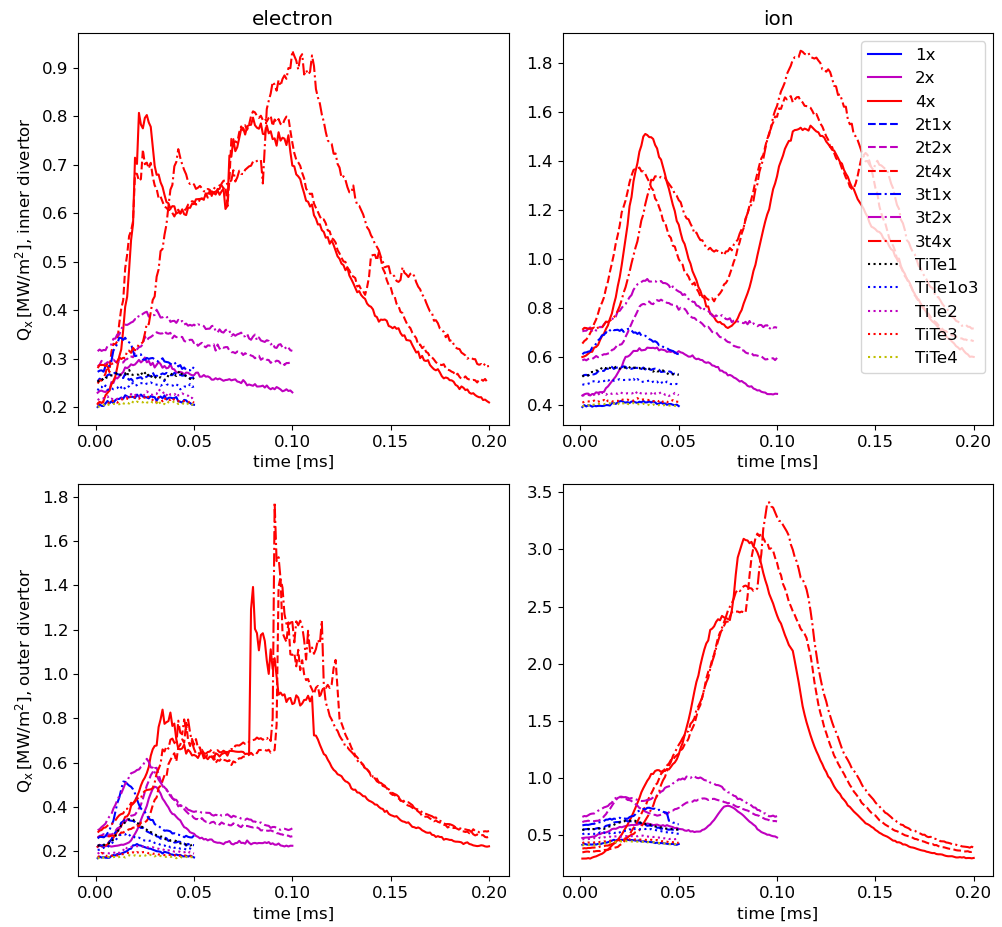 electron
Qx [MW/m²], inner divertor
0.9
0.8
0.7
0.6
0.5
0.4
0.3
0.2
0.00 0.05 0.10 0.15 0.20
time [ms]
ion
1.8
1.6
1.4
1.2
1.0
0.8
0.6
0.4
0.00 0.05 0.10 0.15 0.20
time [ms]
1x
2x
4x
2t1x
2t2x
2t4x
3t1x
3t2x
3t4x
TiTe1
TiTe1o3
TiTe2
TiTe3
TiTe4
Qx [MW/m²], outer divertor
1.8
1.6
1.4
1.2
1.0
0.8
0.6
0.4
0.2
0.00 0.05 0.10 0.15 0.20
time [ms]
3.5
3.0
2.5
2.0
1.5
1.0
0.5
0.00 0.05 0.10 0.15 0.20
time [ms]